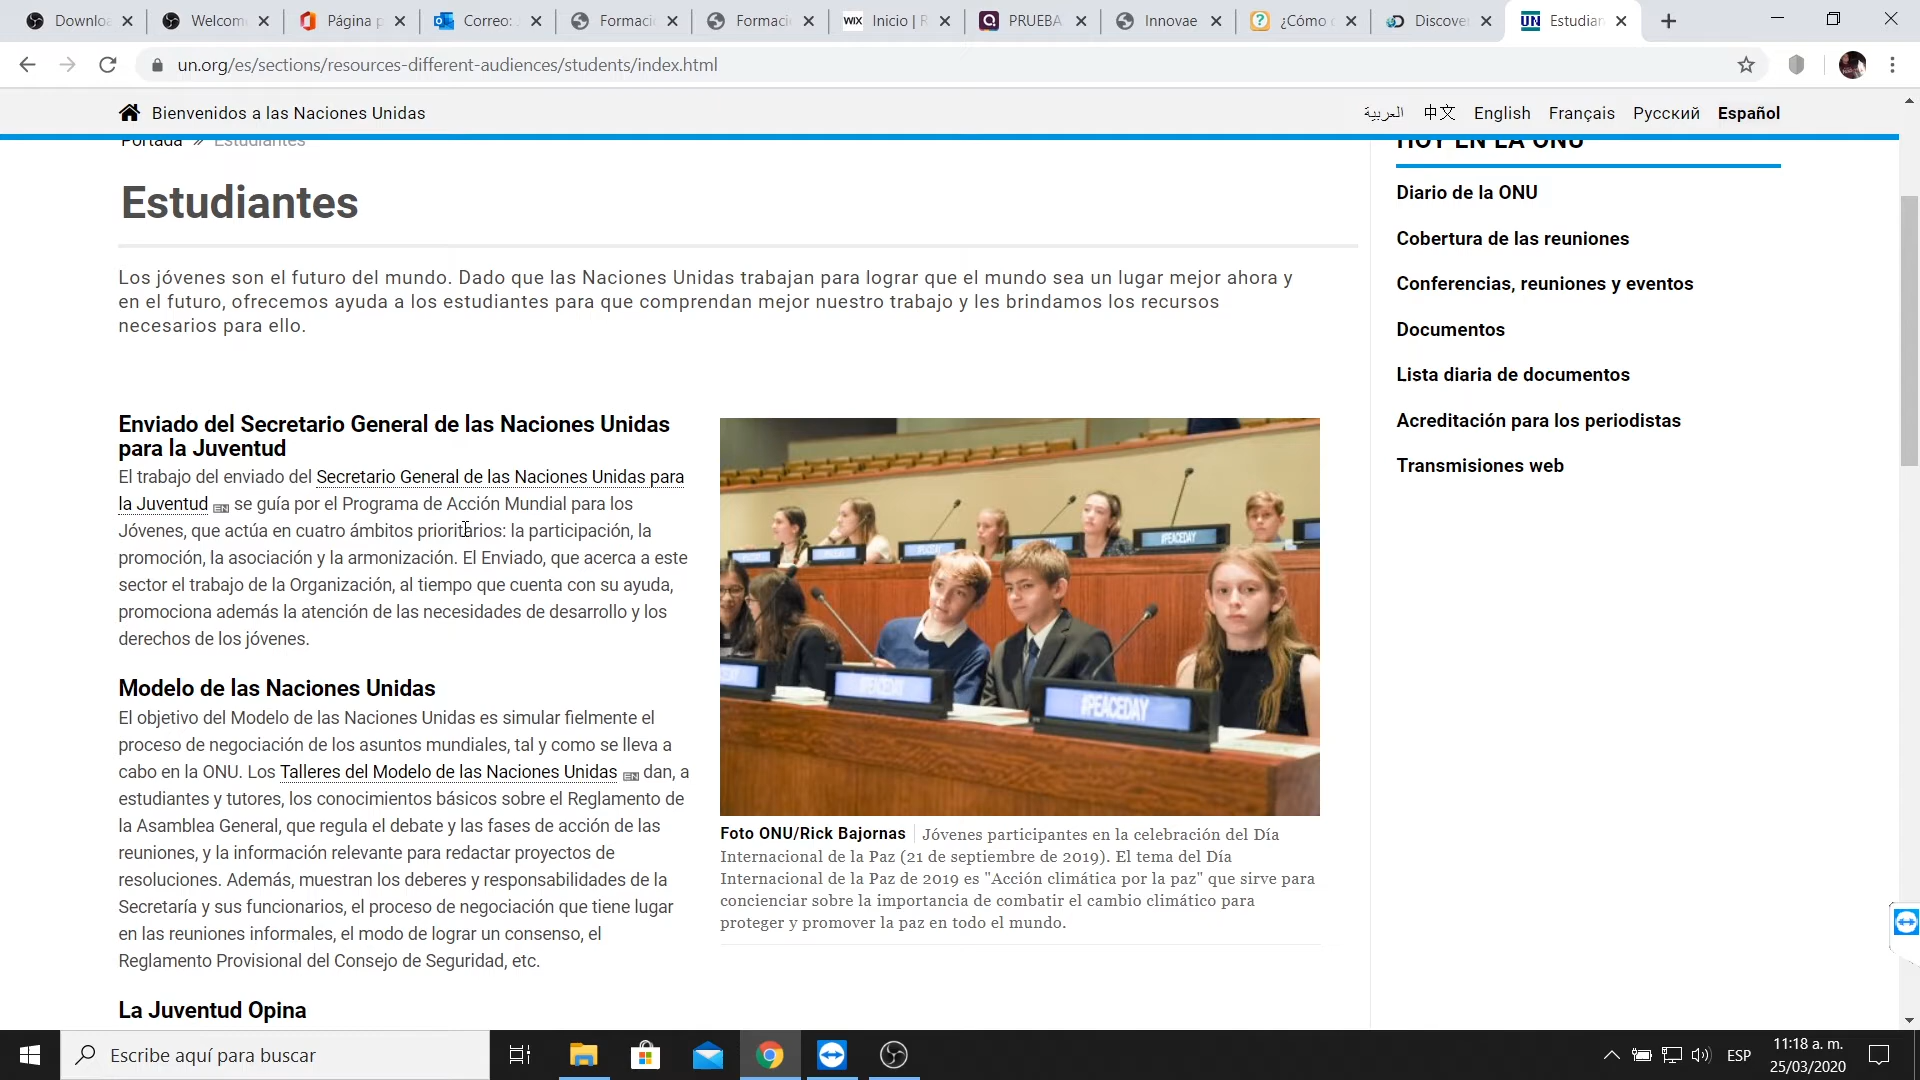 Downloa
Welcom
Página p
Correo:
Formaci
Formaci
WIX Inicio | R
PRUEBA
Innovae
¿Cómo
Discove
UN Estudian
un.org/es/sections/resources-different-audiences/students/index.html
Bienvenidos a las Naciones Unidas
العربية 中文 English Français Русский Español
Portada » Estudiantes
Estudiantes
Los jóvenes son el futuro del mundo. Dado que las Naciones Unidas trabajan para lograr que el mundo sea un lugar mejor ahora y
en el futuro, ofrecemos ayuda a los estudiantes para que comprendan mejor nuestro trabajo y les brindamos los recursos
necesarios para ello.
Enviado del Secretario General de las Naciones Unidas
para la Juventud
El trabajo del enviado del Secretario General de las Naciones Unidas para
la Juventud EN se guía por el Programa de Acción Mundial para los
Jóvenes, que actúa en cuatro ámbitos prioritarios: la participación, la
promoción, la asociación y la armonización. El Enviado, que acerca a este
sector el trabajo de la Organización, al tiempo que cuenta con su ayuda,
promociona además la atención de las necesidades de desarrollo y los
derechos de los jóvenes.
Modelo de las Naciones Unidas
El objetivo del Modelo de las Naciones Unidas es simular fielmente el
proceso de negociación de los asuntos mundiales, tal y como se lleva a
cabo en la ONU. Los Talleres del Modelo de las Naciones Unidas EN dan, a
estudiantes y tutores, los conocimientos básicos sobre el Reglamento de
la Asamblea General, que regula el debate y las fases de acción de las
reuniones, y la información relevante para redactar proyectos de
resoluciones. Además, muestran los deberes y responsabilidades de la
Secretaría y sus funcionarios, el proceso de negociación que tiene lugar
en las reuniones informales, el modo de lograr un consenso, el
Reglamento Provisional del Consejo de Seguridad, etc.
La Juventud Opina
#PEACEDAY
#PEACEDAY
#PEACEDAY
Foto ONU/Rick Bajornas Jóvenes participantes en la celebración del Día
Internacional de la Paz (21 de septiembre de 2019). El tema del Día
Internacional de la Paz de 2019 es "Acción climática por la paz" que sirve para
concienciar sobre la importancia de combatir el cambio climático para
proteger y promover la paz en todo el mundo.
HOY EN LA ONU
Diario de la ONU
Cobertura de las reuniones
Conferencias, reuniones y eventos
Documentos
Lista diaria de documentos
Acreditación para los periodistas
Transmisiones web
Escribe aquí para buscar
ESP
11:18 a. m.
25/03/2020